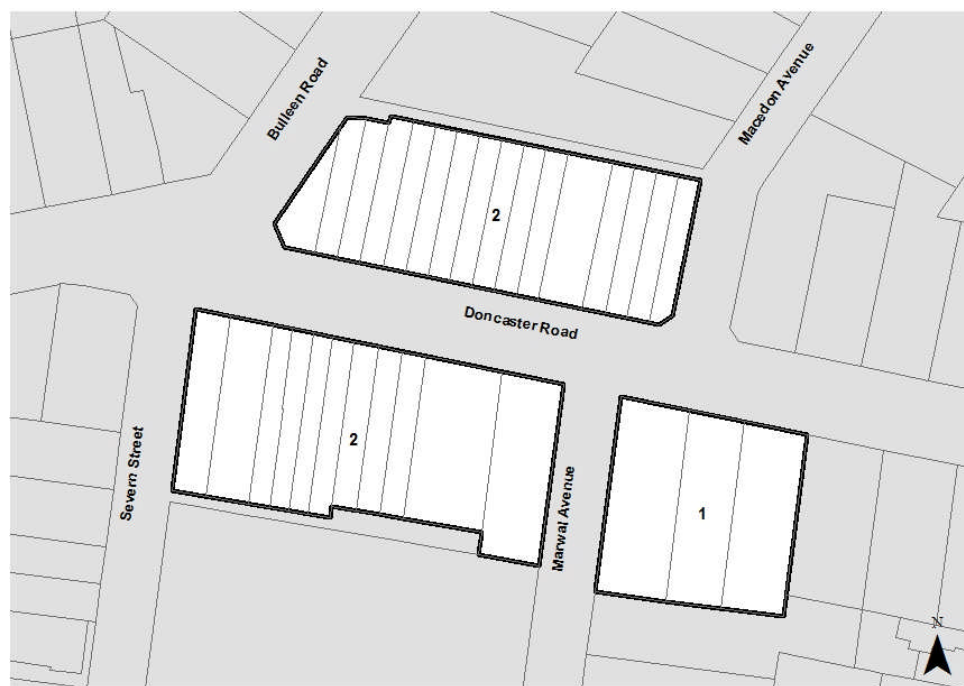 Bulleen Road
Macedon Avenue
2
Doncaster Road
2
Severn Street
Marwal Avenue
1
N